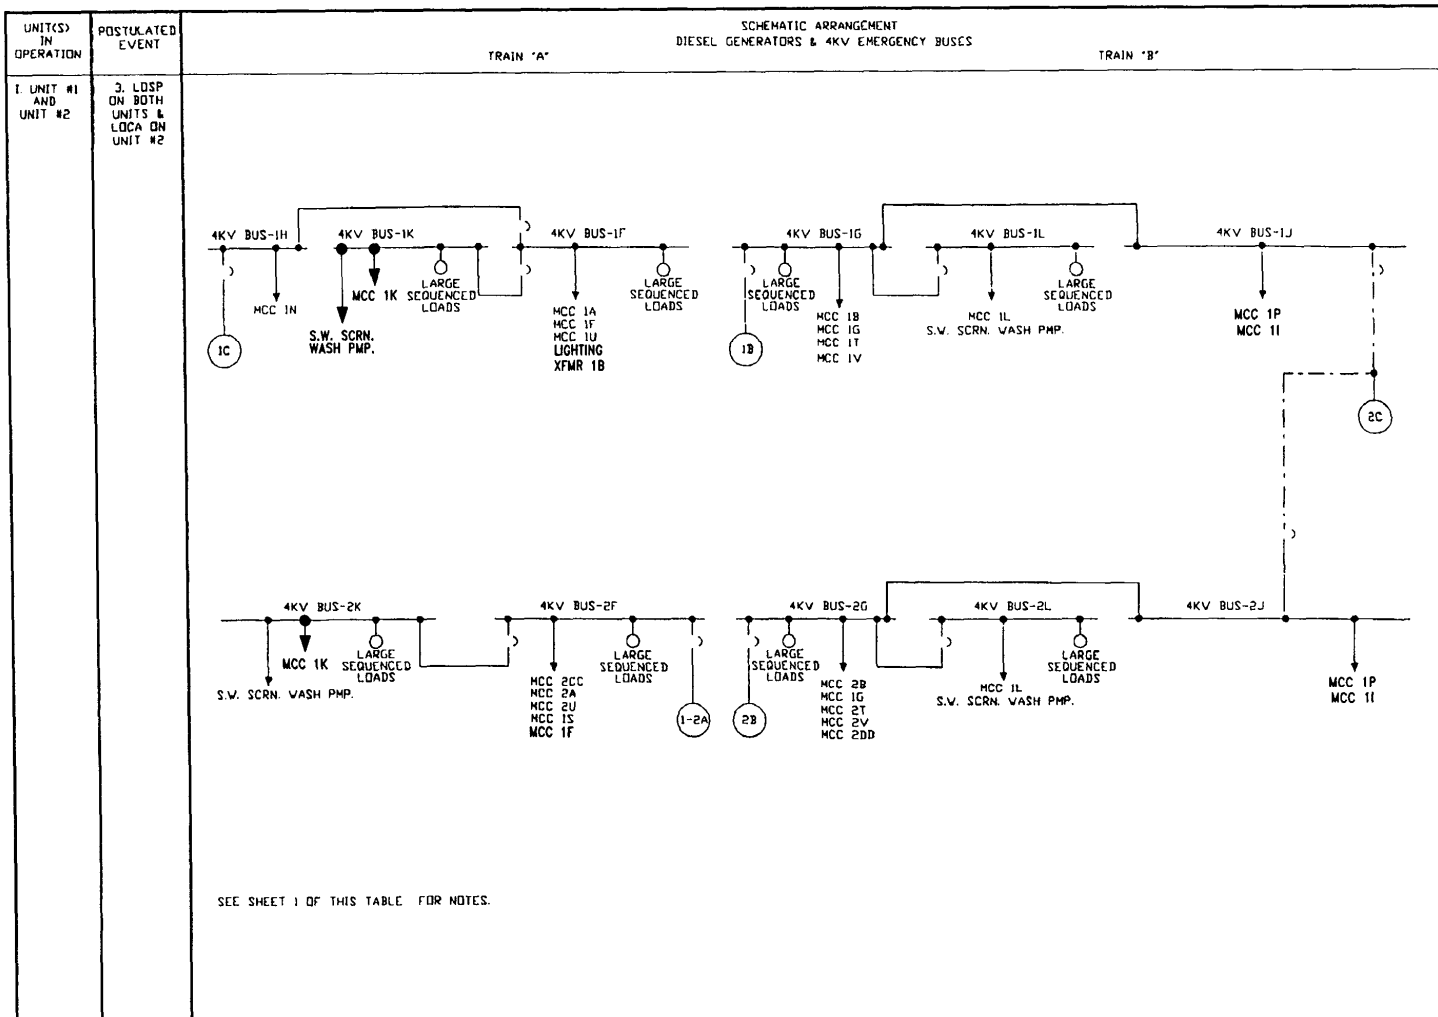 UNIT(S)
IN
OPERATION
POSTULATED
EVENT
SCHEMATIC ARRANGEMENT
DIESEL GENERATORS & 4KV EMERGENCY BUSES
TRAIN "A"
TRAIN "B"
I. UNIT #1
AND
UNIT #2
3. LOSP
ON BOTH
UNITS &
LOCA ON
UNIT #2
4KV BUS-1H
4KV BUS-1K
4KV BUS-1F
4KV BUS-1G
4KV BUS-1L
4KV BUS-1J
1C
MCC 1N
S.W. SCRN.
WASH PMP.
MCC 1K
LARGE
SEQUENCED
LOADS
MCC 1A
MCC 1F
MCC 1U
LIGHTING
XFMR 1B
LARGE
SEQUENCED
LOADS
1B
LARGE
SEQUENCED
LOADS
MCC 1B
MCC 1G
MCC 1T
MCC 1V
MCC 1L
S.W. SCRN. WASH PMP.
LARGE
SEQUENCED
LOADS
MCC 1P
MCC 1I
2C
4KV BUS-2K
4KV BUS-2F
4KV BUS-2G
4KV BUS-2L
4KV BUS-2J
S.W. SCRN. WASH PMP.
MCC 1K
LARGE
SEQUENCED
LOADS
MCC 2CC
MCC 2A
MCC 2U
MCC 1S
MCC 1F
LARGE
SEQUENCED
LOADS
1-2A
2B
LARGE
SEQUENCED
LOADS
MCC 2B
MCC 1G
MCC 2T
MCC 2V
MCC 2DD
MCC 1L
S.W. SCRN. WASH PMP.
LARGE
SEQUENCED
LOADS
MCC 1P
MCC 1I
SEE SHEET 1 OF THIS TABLE FOR NOTES.